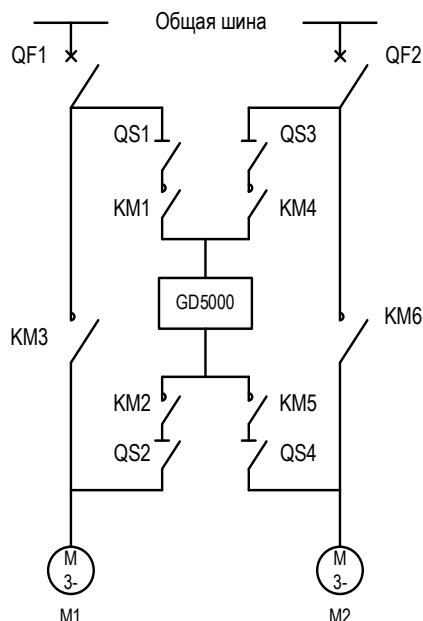 Общая шина
QF1
QF2
QS1
QS3
KM1
KM4
GD5000
KM3
KM6
KM2
KM5
QS2
QS4
M
3-
M
3-
M1
M2